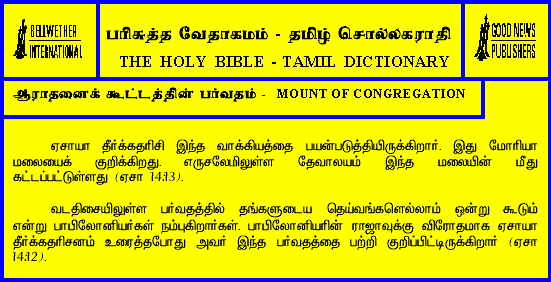 BELLWETHER
INTERNATIONAL
பரிசுத்த வேதாகமம் - தமிழ் சொல்லகராதி
THE HOLY BIBLE - TAMIL DICTIONARY
GOOD NEWS
PUBLISHERS
ஆராதனைக் கூட்டத்தின் பர்வதம் - MOUNT OF CONGREGATION
ஏசாயா தீர்க்கதரிசி இந்த வாக்கியத்தை பயன்படுத்தியிருக்கிறார். இது மோரியா
மலையைக் குறிக்கிறது. எருசலேமிலுள்ள தேவாலயம் இந்த மலையின் மீது
கட்டப்பட்டுள்ளது (ஏசா 14:13).
வடதிசையிலுள்ள பர்வதத்தில் தங்களுடைய தெய்வங்களெல்லாம் ஒன்று கூடும்
என்று பாபிலோனியர்கள் நம்புகிறார்கள். பாபிலோனியரின் ராஜாவுக்கு விரோதமாக ஏசாயா
தீர்க்கதரிசனம் உரைத்தபோது அவர் இந்த பர்வதத்தை பற்றி குறிப்பிட்டிருக்கிறார் (ஏசா
14:12).